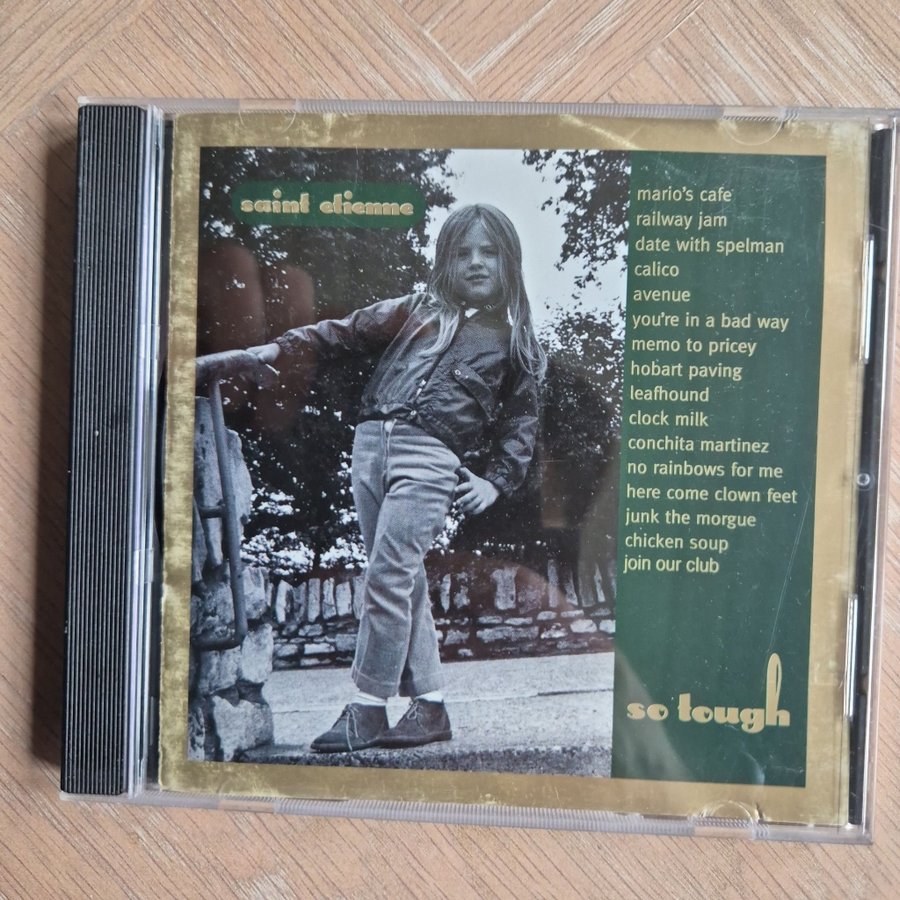 saint etienne
mario's cafe
railway jam
date with spelman
calico
avenue
you're in a bad way
memo to pricey
hobart paving
leafhound
clock milk
conchita martinez
no rainbows for me
here come clown feet
junk the morgue
chicken soup
join our club
so tough